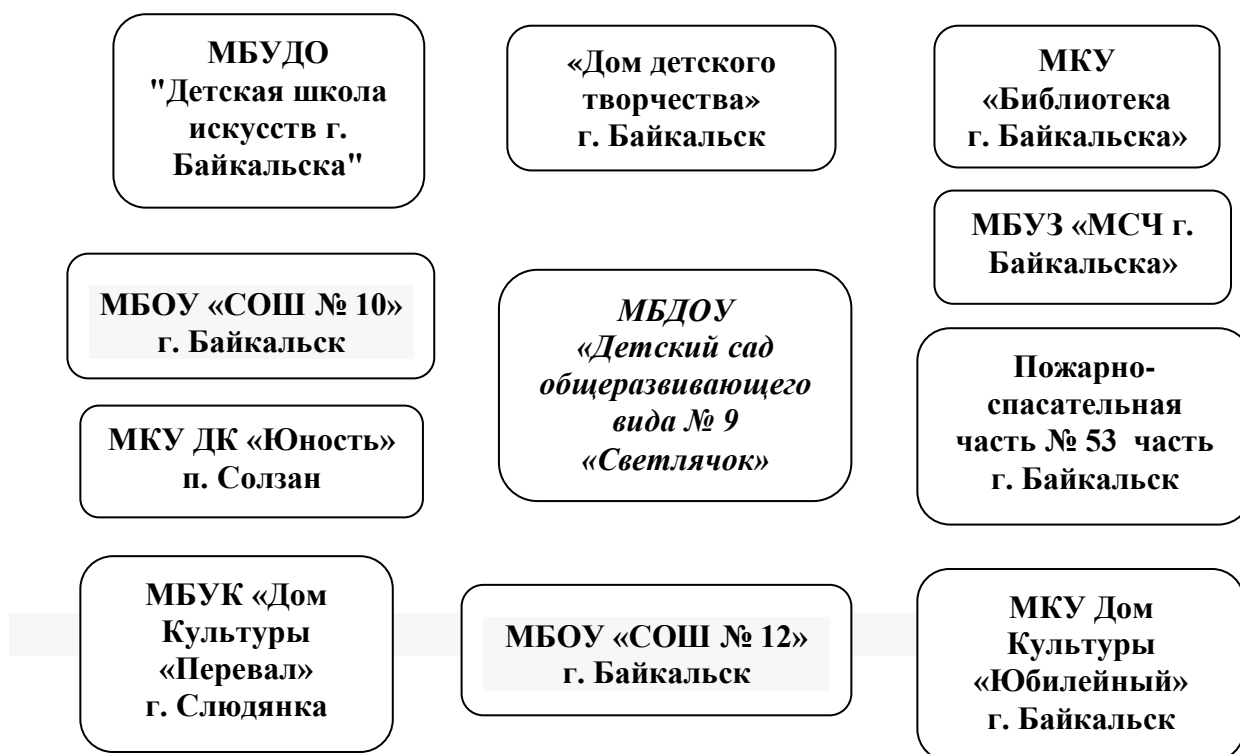 МБУДО
"Детская школа
искусств г.
Байкальска"
«Дом детского
творчества»
г. Байкальск
МКУ
«Библиотека
г. Байкальска»
МБУЗ «МСЧ г.
Байкальска»
МБОУ «СОШ № 10»
г. Байкальск
МБДОУ
«Детский сад
общеразвивающего
вида № 9
«Светлячок»
Пожарно-
спасательная
часть № 53 часть
г. Байкальск
МКУ ДК «Юность»
п. Солзан
МБУК «Дом
Культуры
«Перевал»
г. Слюдянка
МБОУ «СОШ № 12»
г. Байкальск
МКУ Дом
Культуры
«Юбилейный»
г. Байкальск